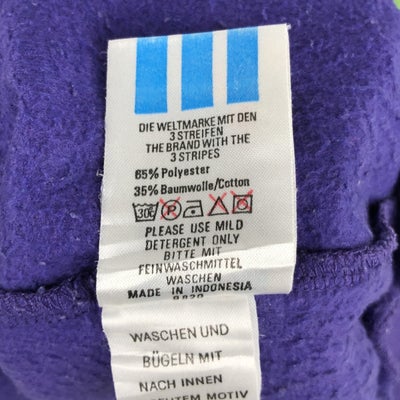 DIE WELTMARKE MIT DEN
3 STREIFEN
THE BRAND WITH THE
3 STRIPES
65% Polyester
35% Baumwolle/Cotton
30° P
PLEASE USE MILD
DETERGENT ONLY
BITTE MIT
FEINWASCHMITTEL
WASCHEN
MADE IN INDONESIA
WASCHEN UND
BÜGELN MIT
NACH INNEN
MOTIV